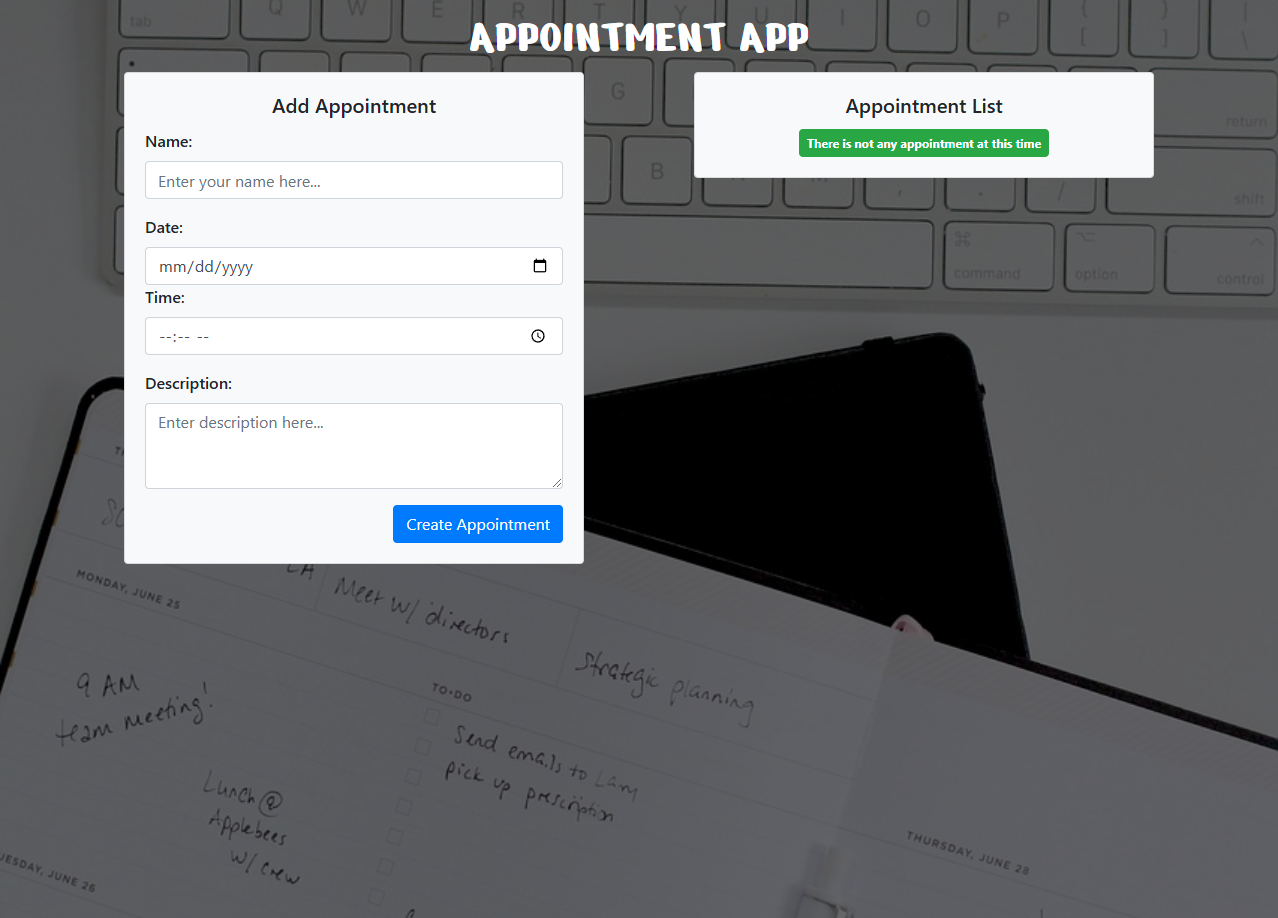 APPOINTMENT APP
Add Appointment
Name:
Enter your name here...
Date:
mm/dd/yyyy
Time:
--:-- --
Description:
Enter description here...
Create Appointment
Appointment List
There is not any appointment at this time
tab
Q
W
E
R
T
Y
U
I
O
P
{
[
}
]
|
\
G
return
B
,
.
/
shift
⌘
command
option
control
MONDAY, JUNE 25
Meet w/ directors
Strategic planning
9 AM
team meeting!
TO-DO
Send emails to
pick up prescription
Lunch @
Applebees
w/ crew
UESDAY, JUNE 26
THURSDAY, JUNE 28